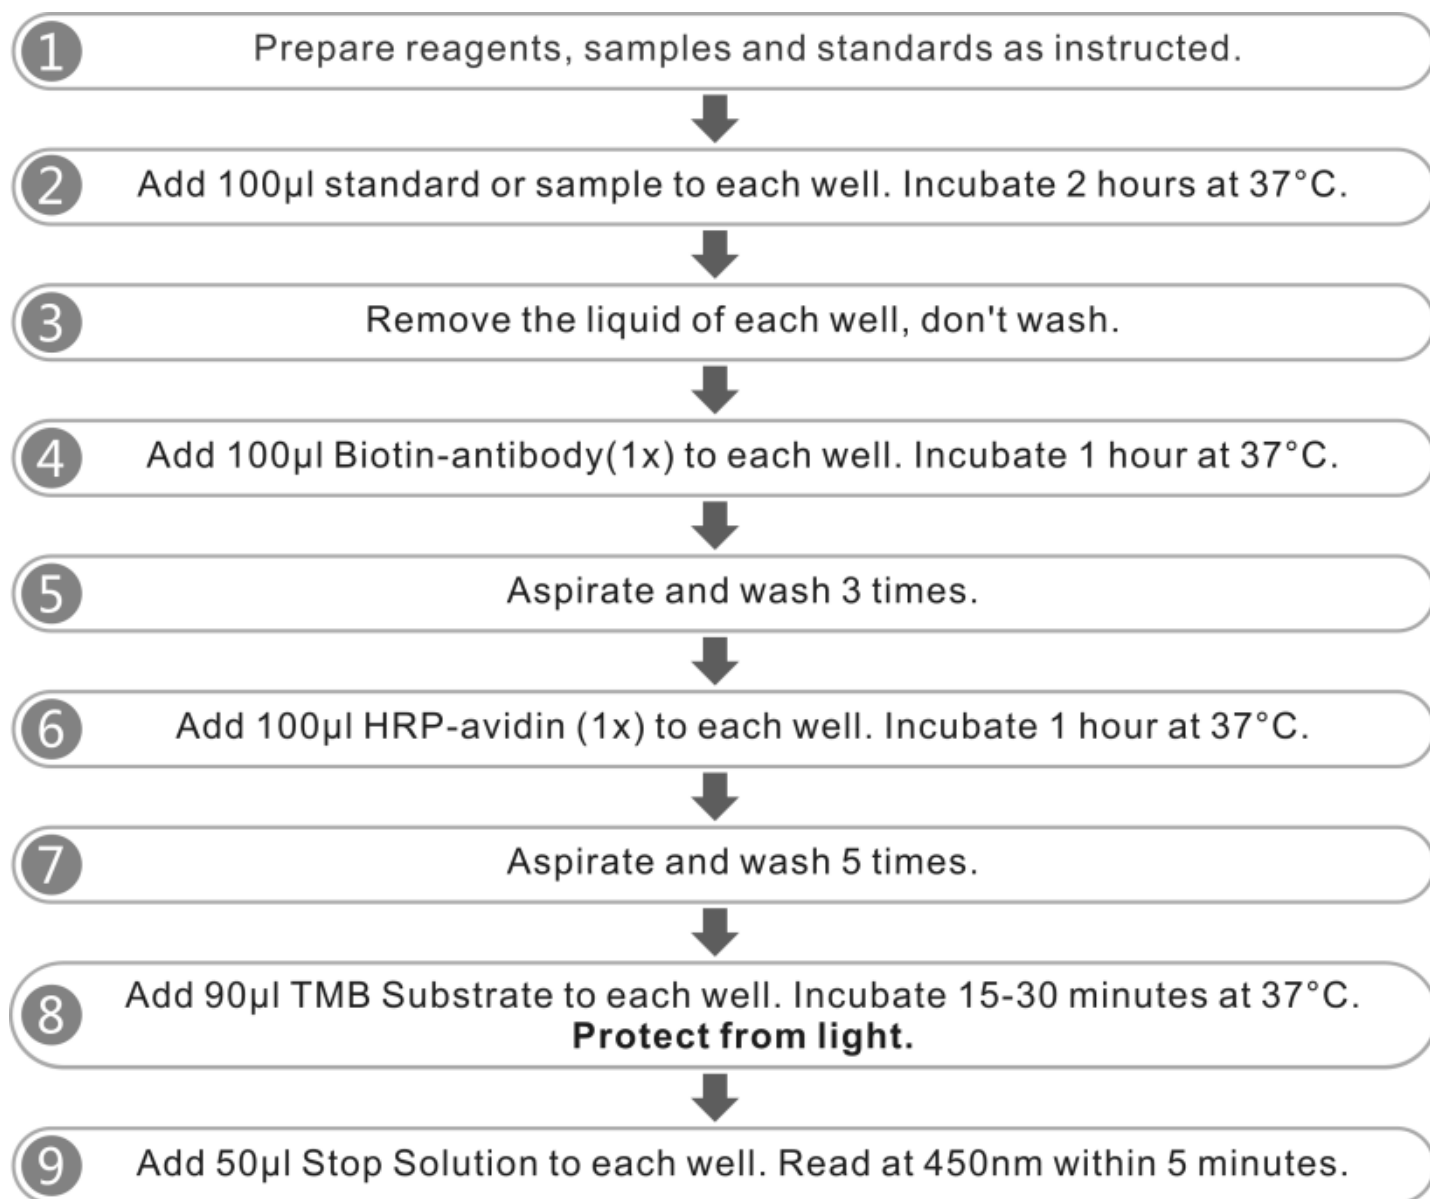 1 Prepare reagents, samples and standards as instructed.
2 Add 100µl standard or sample to each well. Incubate 2 hours at 37°C.
3 Remove the liquid of each well, don't wash.
4 Add 100µl Biotin-antibody(1x) to each well. Incubate 1 hour at 37°C.
5 Aspirate and wash 3 times.
6 Add 100µl HRP-avidin (1x) to each well. Incubate 1 hour at 37°C.
7 Aspirate and wash 5 times.
8 Add 90µl TMB Substrate to each well. Incubate 15-30 minutes at 37°C.
Protect from light.
9 Add 50µl Stop Solution to each well. Read at 450nm within 5 minutes.